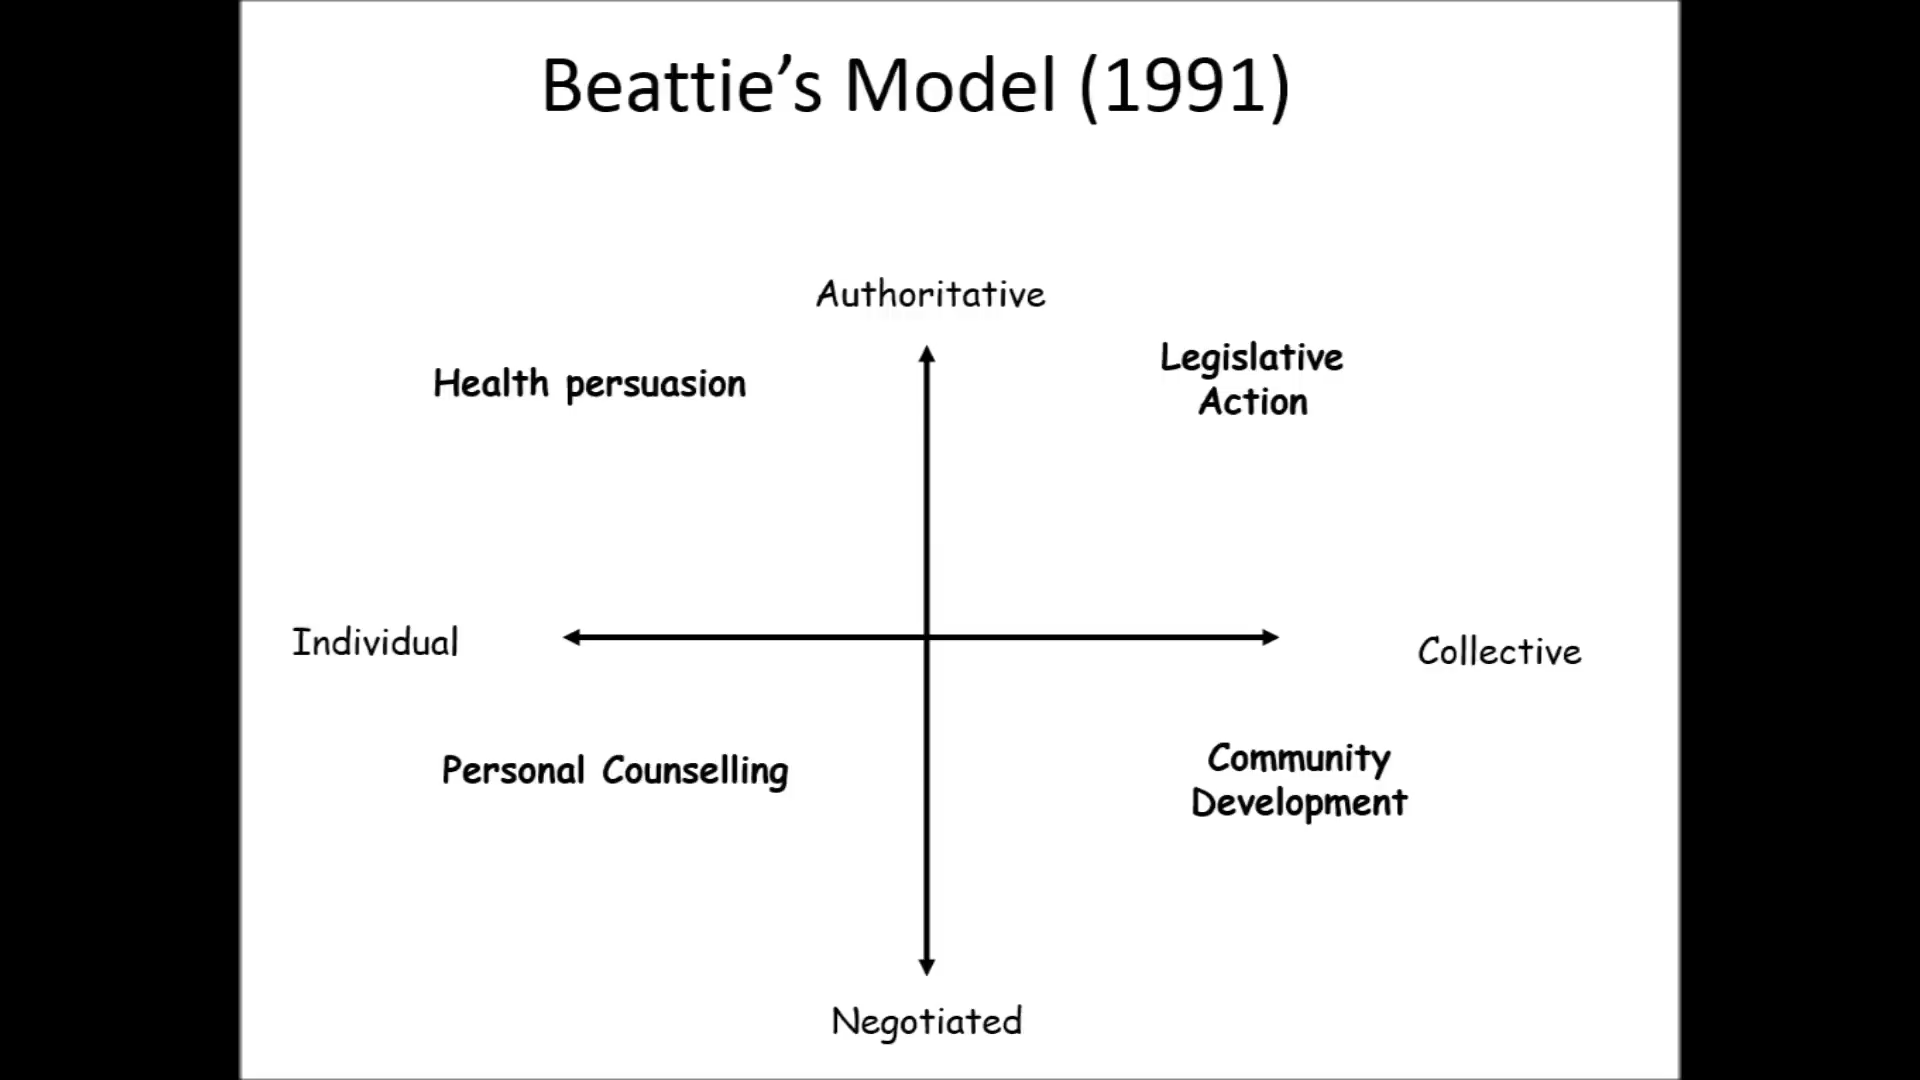 Beattie’s Model (1991)
Authoritative
Health persuasion
Legislative
Action
Individual
Collective
Personal Counselling
Community
Development
Negotiated